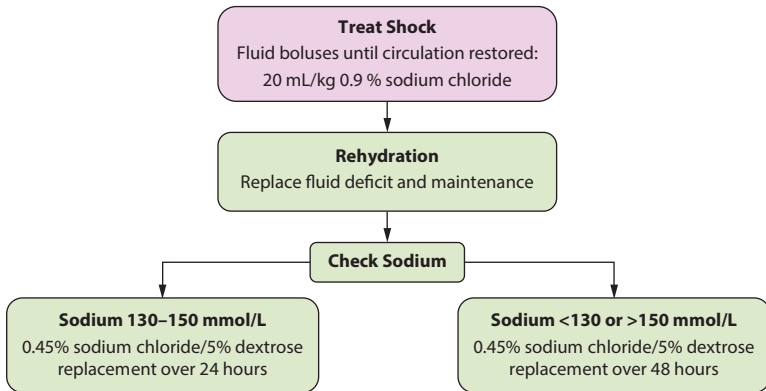 Treat Shock
Fluid boluses until circulation restored:
20 mL/kg 0.9 % sodium chloride
Rehydration
Replace fluid deficit and maintenance
Check Sodium
Sodium 130–150 mmol/L
0.45% sodium chloride/5% dextrose
replacement over 24 hours
Sodium <130 or >150 mmol/L
0.45% sodium chloride/5% dextrose
replacement over 48 hours